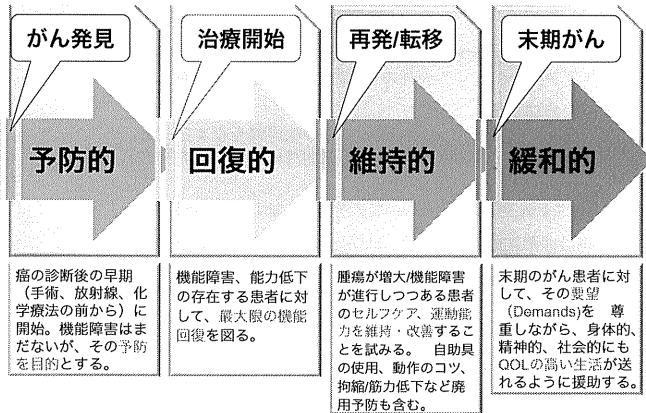 がん発見
治療開始
再発/転移
末期がん
予防的
回復的
維持的
緩和的
癌の診断後の早期
（手術、放射線、化
学療法の前から）に
開始。機能障害はま
だないが、その予防
を目的とする。
機能障害、能力低下
の存在する患者に対
して、最大限の機能
回復を図る。
腫瘍が増大/機能障害
が進行しつつある患者
のセルフケア、運動能
力を維持・改善するこ
とを試みる。　自助具
の使用、動作のコツ、
拘縮/筋力低下など廃
用予防も含む。
末期のがん患者に対
して、その要望
（Demands)を　尊
重しながら、身体的、
精神的、社会的にも
QOLの高い生活が送
れるように援助する。